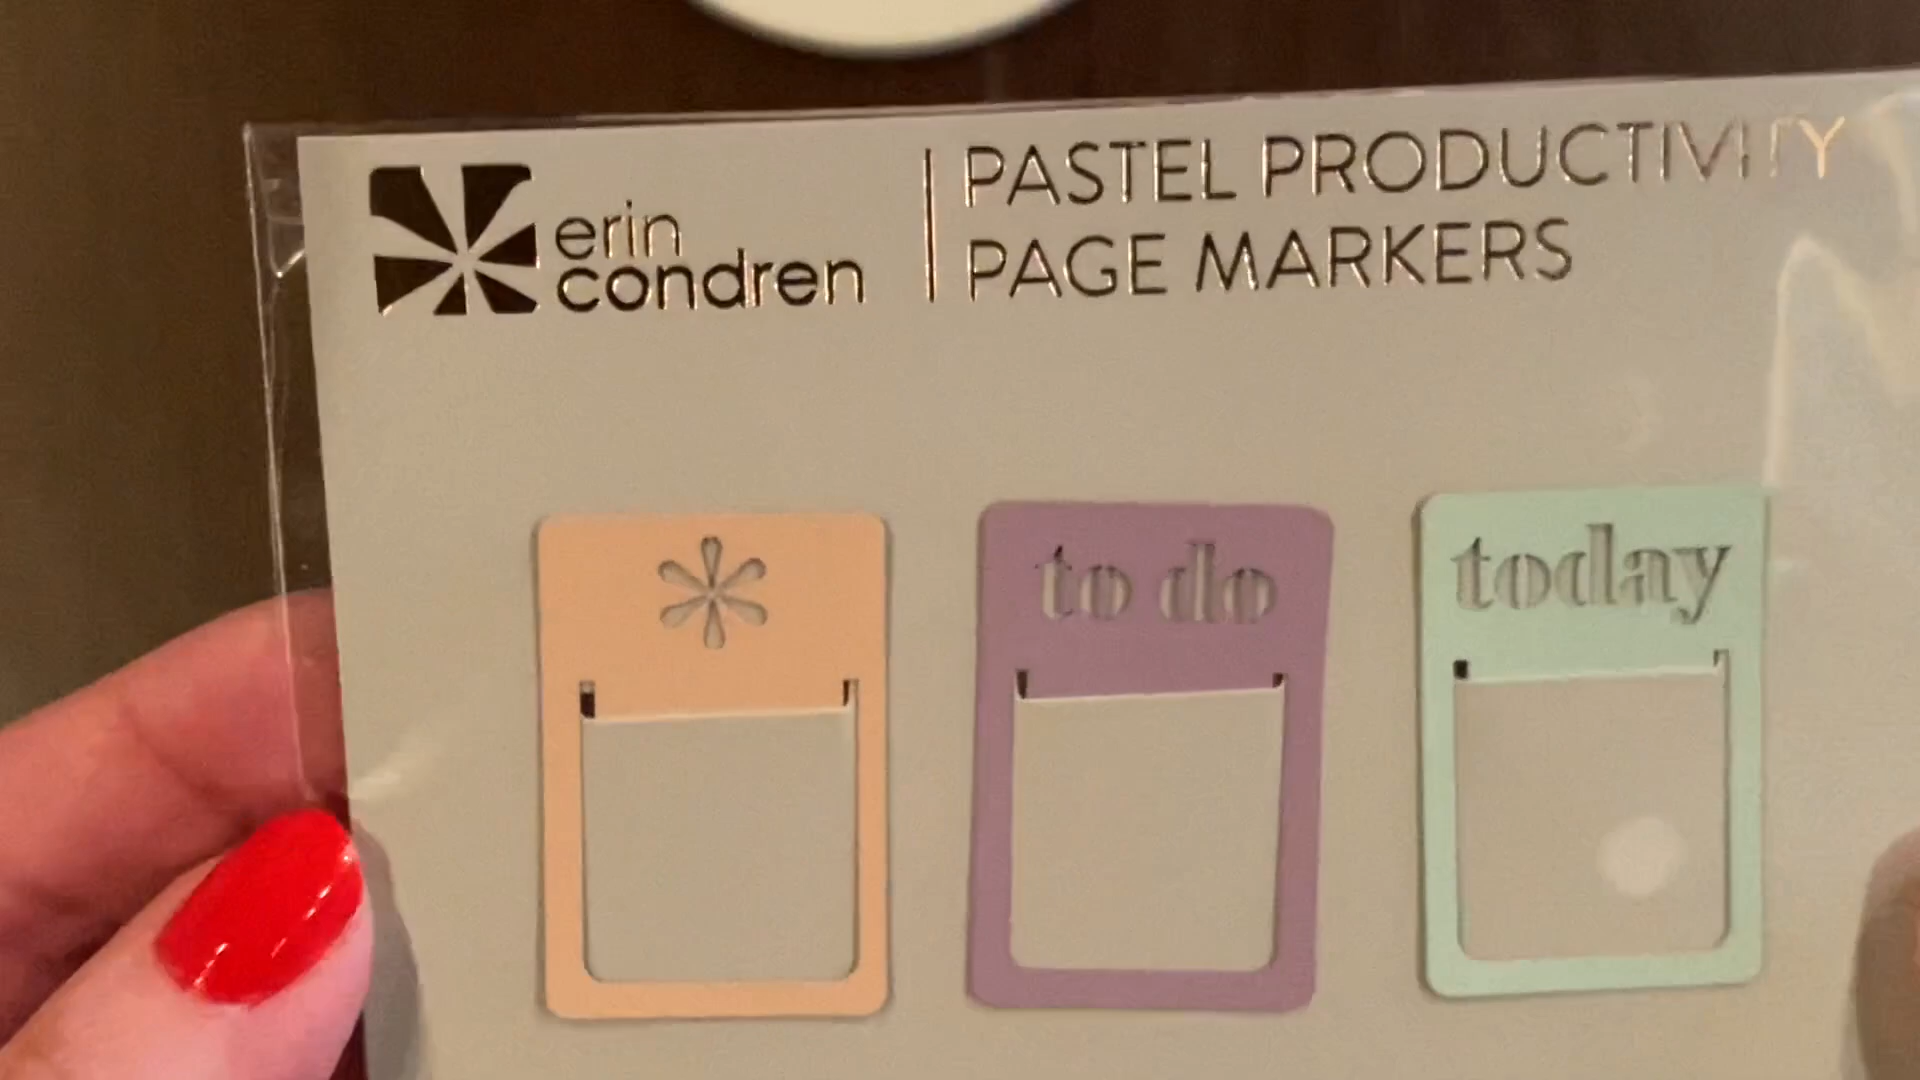 erin
condren
PASTEL PRODUCTIVITY
PAGE MARKERS
to do
today